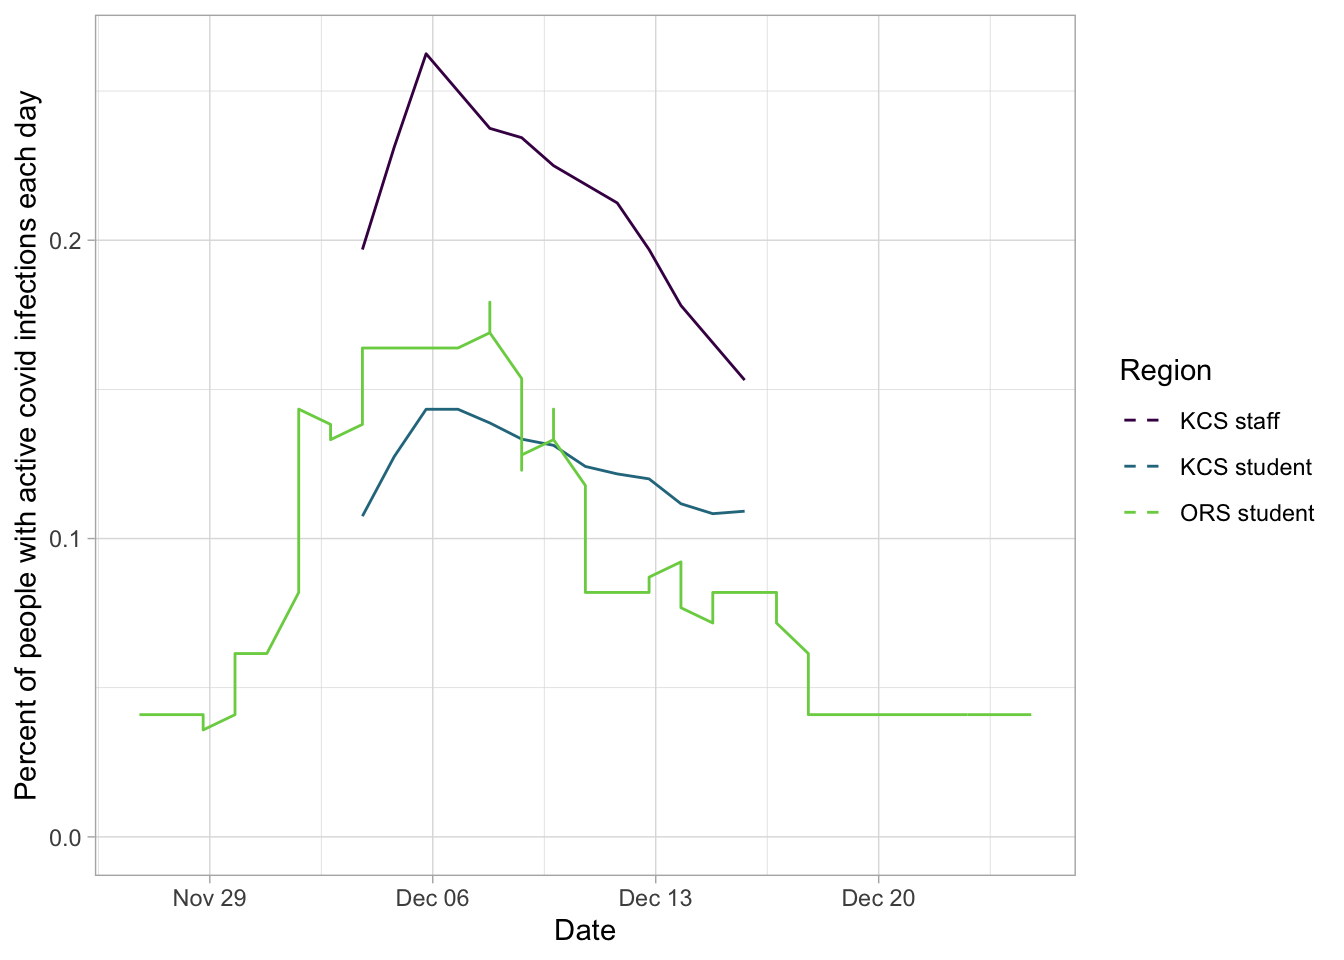 Percent of people with active covid infections each day
0.2
0.1
0.0
Nov 29
Dec 06
Dec 13
Dec 20
Date
Region
KCS staff
KCS student
ORS student